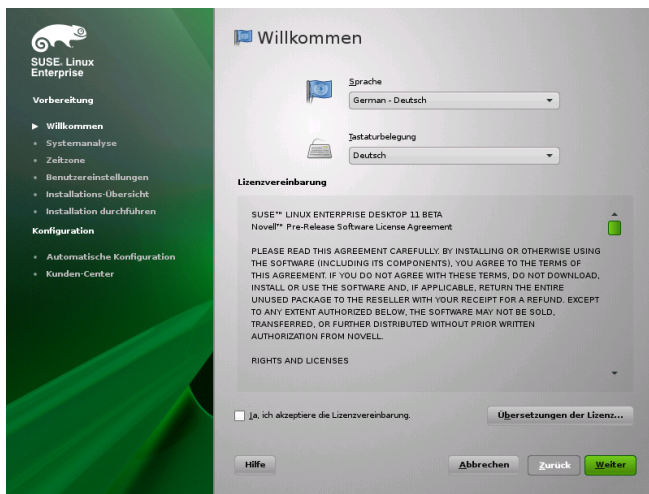 SUSE. Linux
Enterprise
Vorbereitung
Willkommen
Systemanalyse
Zeitzone
Benutzereinstellungen
Installations-Übersicht
Installation durchführen
Konfiguration
Automatische Konfiguration
Kunden-Center
Willkommen
Sprache
German - Deutsch
Tastaturbelegung
Deutsch
Lizenzvereinbarung
SUSE™ LINUX ENTERPRISE DESKTOP 11 BETA
Novell™ Pre-Release Software License Agreement
PLEASE READ THIS AGREEMENT CAREFULLY. BY INSTALLING OR OTHERWISE USING
THE SOFTWARE (INCLUDING ITS COMPONENTS), YOU AGREE TO THE TERMS OF
THIS AGREEMENT. IF YOU DO NOT AGREE WITH THESE TERMS, DO NOT DOWNLOAD,
INSTALL OR USE THE SOFTWARE AND, IF APPLICABLE, RETURN THE ENTIRE
UNUSED PACKAGE TO THE RESELLER WITH YOUR RECEIPT FOR A REFUND. EXCEPT
TO ANY EXTENT AUTHORIZED BELOW, THE SOFTWARE MAY NOT BE SOLD,
TRANSFERRED, OR FURTHER DISTRIBUTED WITHOUT PRIOR WRITTEN
AUTHORIZATION FROM NOVELL.
RIGHTS AND LICENSES
Ja, ich akzeptiere die Lizenzvereinbarung.
Übersetzungen der Lizenz...
Hilfe
Abbrechen
Zurück
Weiter